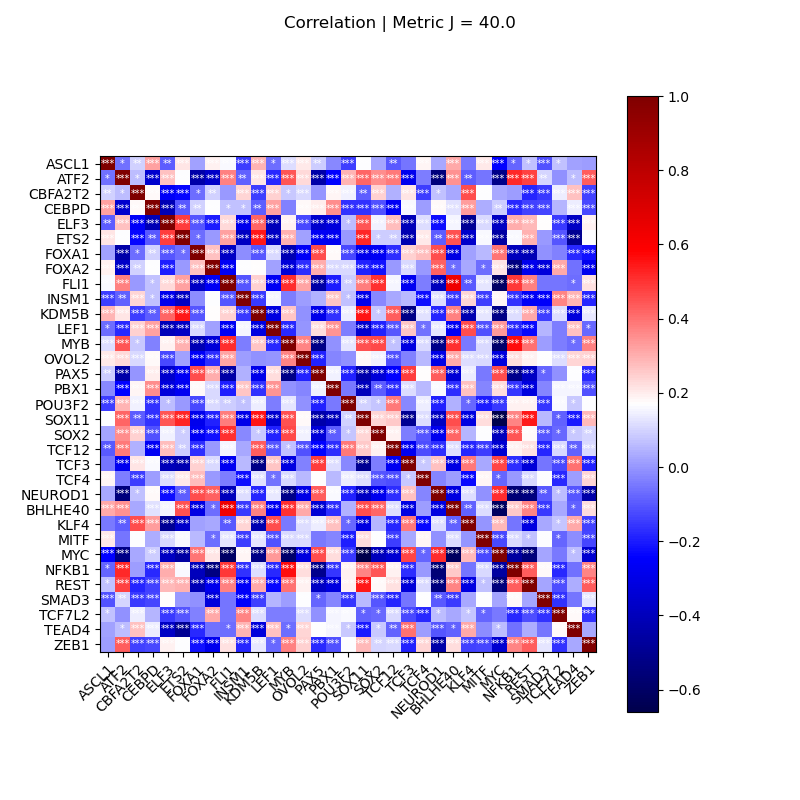 Correlation | Metric J = 40.0
ASCL1
ATF2
CBFA2T2
CEBPD
ELF3
ETS2
FOXA1
FOXA2
FLI1
INSM1
KDM5B
LEF1
MYB
OVOL2
PAX5
PBX1
POU3F2
SOX11
SOX2
TCF12
TCF3
TCF4
NEUROD1
BHLHE40
KLF4
MITF
MYC
NFKB1
REST
SMAD3
TCF7L2
TEAD4
ZEB1
ASCL1
ATF2
CBFA2T2
CEBPD
ELF3
ETS2
FOXA1
FOXA2
FLI1
INSM1
KDM5B
LEF1
MYB
OVOL2
PAX5
PBX1
POU3F2
SOX11
SOX2
TCF12
TCF3
TCF4
NEUROD1
BHLHE40
KLF4
MITF
MYC
NFKB1
REST
SMAD3
TCF7L2
TEAD4
ZEB1
1.0
0.8
0.6
0.4
0.2
0.0
−0.2
−0.4
−0.6